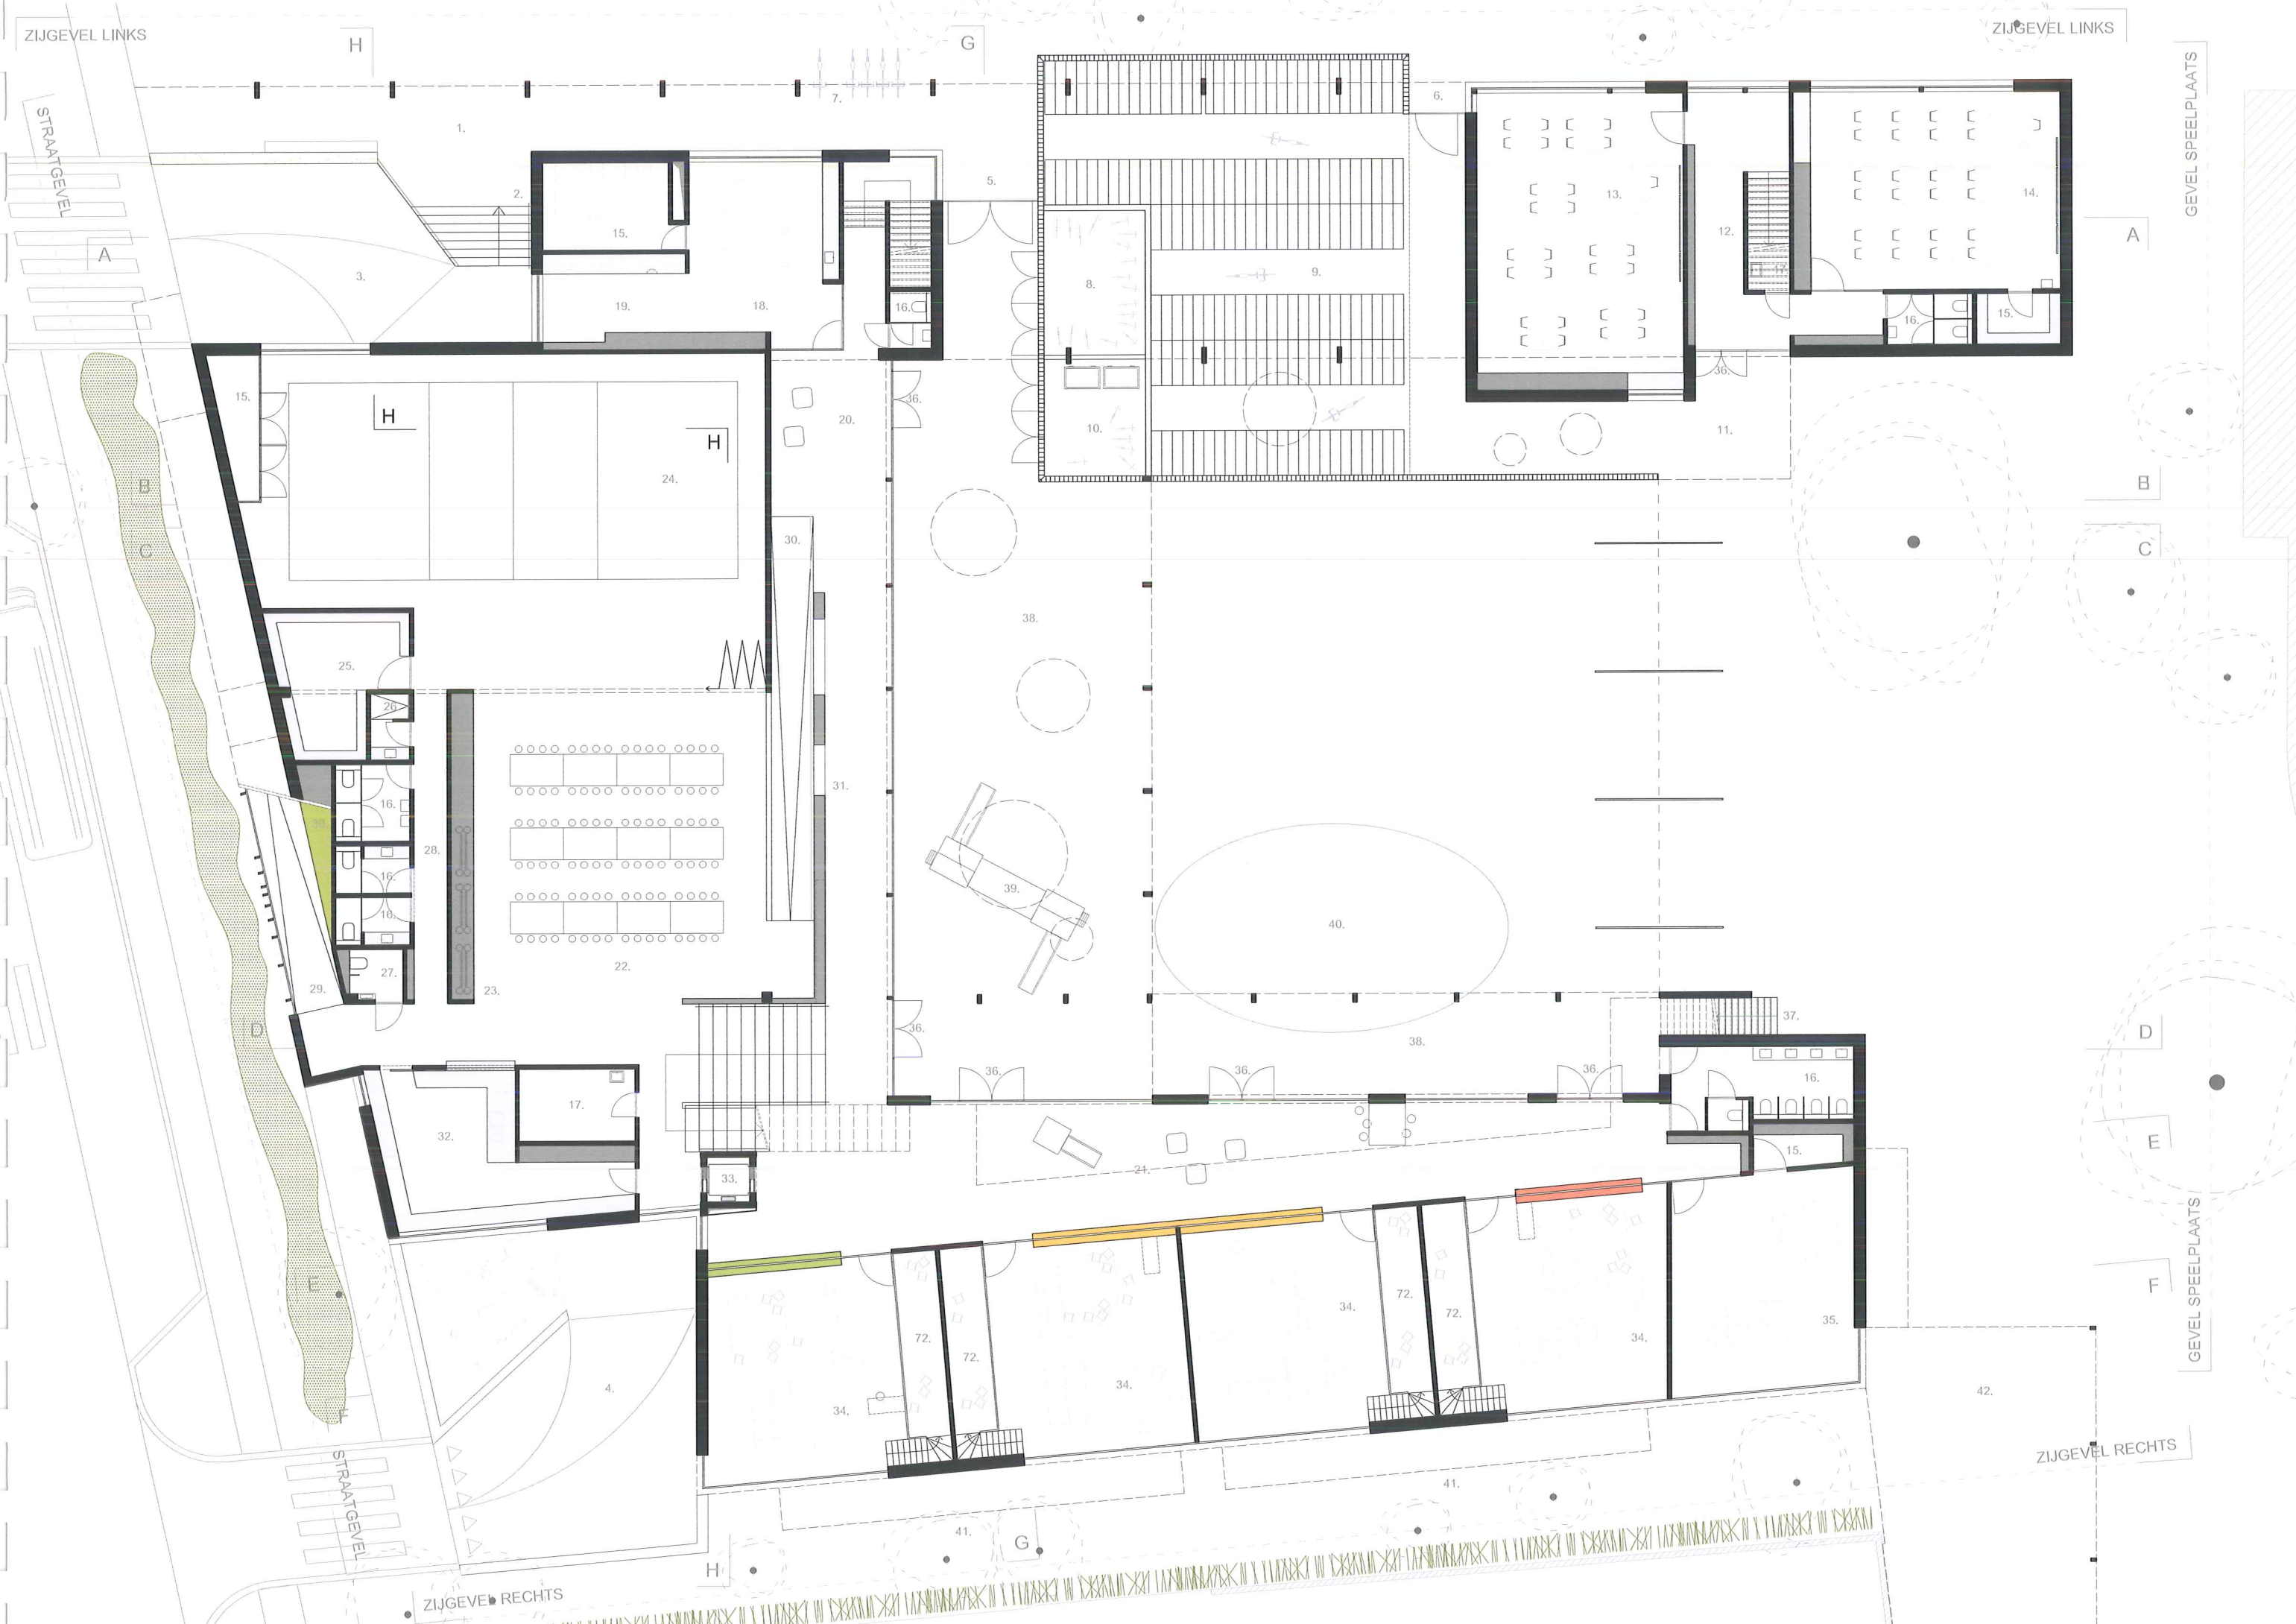 ZIJGEVEL LINKS
H
G
ZIJGEVEL LINKS
GEVEL SPEELPLAATS
STRAATGEVEL
7.
6.
1.
2.
5.
15.
13.
14.
A
A
3.
12.
8.
9.
17.
19.
18.
16.
16.
15.
36.
15.
36.
H
20.
10.
11.
H
24.
B
B
30.
C
C
38.
25.
26.
31.
16.
30.
28.
16.
39.
16.
40.
22.
27.
29.
23.
D
36.
37.
38.
D
36.
36.
36.
17.
16.
32.
E
15.
21.
33.
E
F
34.
72.
72.
35.
72.
34.
72.
34.
4.
34.
42.
GEVEL SPEELPLAATS
F
STRAATGEVEL
ZIJGEVEL RECHTS
41.
41.
G
H
ZIJGEVEL RECHTS